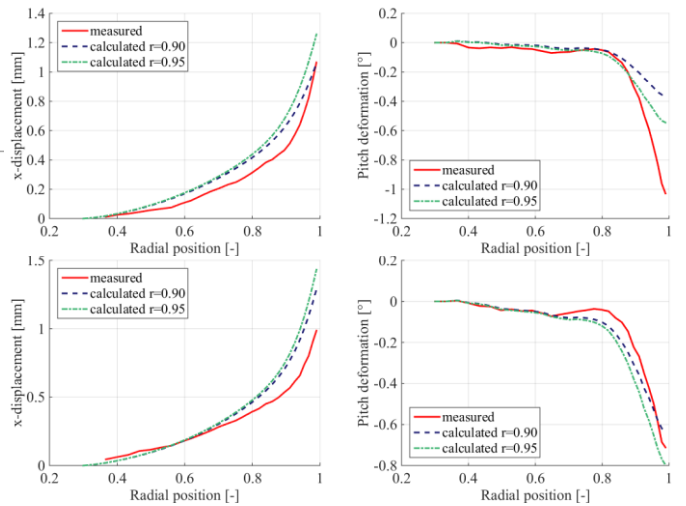 1.4
1.2
1
0.8
0.6
0.4
0.2
0
x-displacement [mm]
measured
calculated r=0.90
calculated r=0.95
0.2 0.4 0.6 0.8 1
Radial position [-]
0.2
0
-0.2
-0.4
-0.6
-0.8
-1
-1.2
Pitch deformation [°]
measured
calculated r=0.90
calculated r=0.95
0.2 0.4 0.6 0.8 1
Radial position [-]
1.5
1
0.5
0
x-displacement [mm]
measured
calculated r=0.90
calculated r=0.95
0.2 0.4 0.6 0.8 1
Radial position [-]
0.2
0
-0.2
-0.4
-0.6
-0.8
Pitch deformation [°]
measured
calculated r=0.90
calculated r=0.95
0.2 0.4 0.6 0.8 1
Radial position [-]